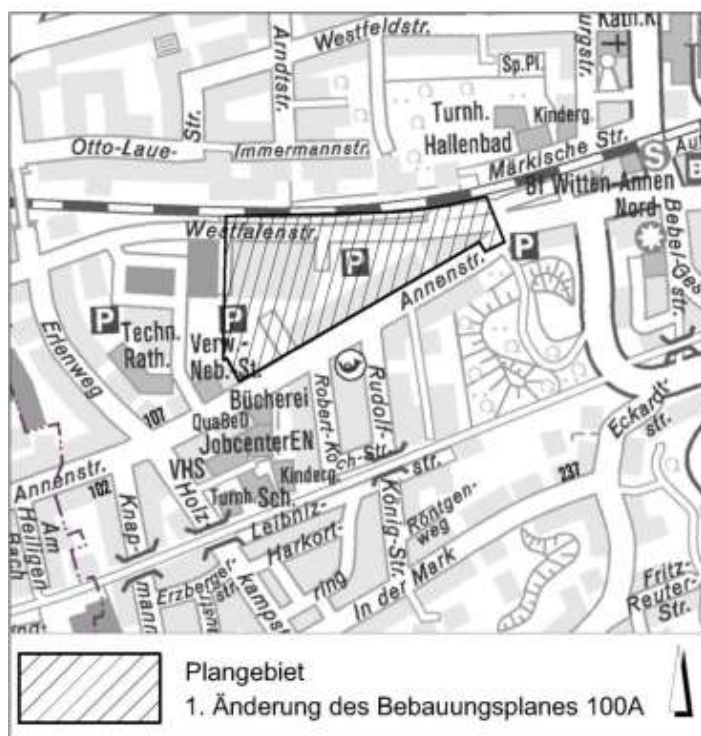 Kath.K.
Westfeldstr.
Arndtstr.
Sp.Pl.
Turnh.
Kinderg.
Hallenbad
Str.
Otto-Laue-
Immermannstr.
Märkische Str.
S
Bf Witten-Annen
Nord
B
Westfalenstr.
P
P
Annenstr.
P
P
Techn.
Rath.
Verw.-
Neb. St.
Erlenweg
Bücherei
QuaBeD
JobcenterEN
Robert-Koch-Str.
Rudolf-
König-Str.
107
VHS
Kinderg.
Turnh.
Sch.
Annenstr.
102
Holz
kampstr.
Knap-
mann
Am
Heiligen
Bach
Leibniz-
str.
Harkort-
ring
Erzberger-
str.
Röntgen-
weg
In der Mark
237
Eckardt-
str.
Fritz-
Reuter-
Str.
Plangebiet
1. Änderung des Bebauungsplanes 100A